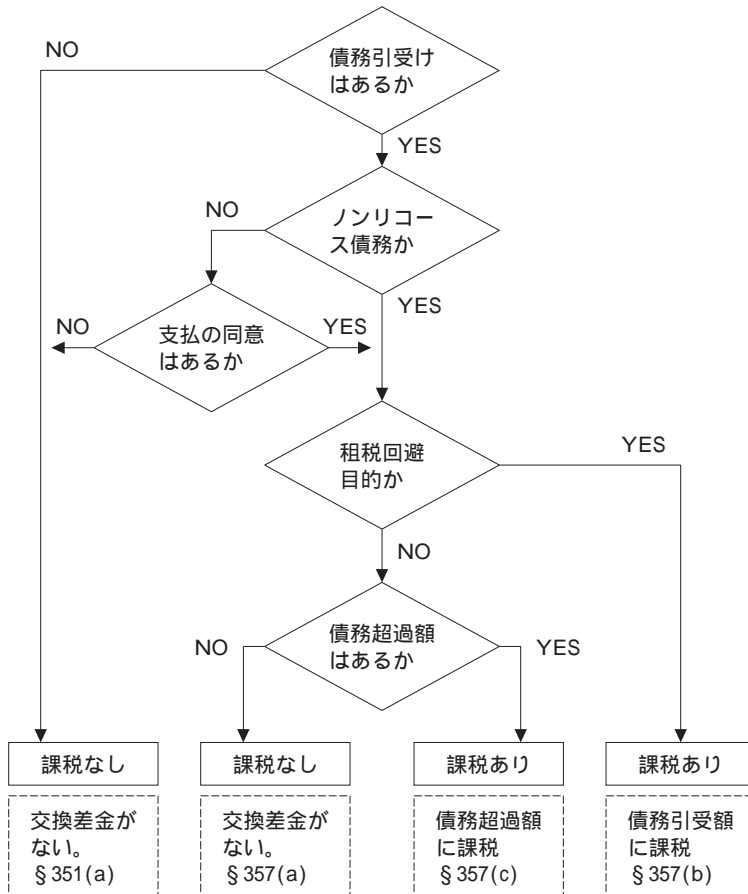 NO
債務引受け
はあるか
YES
NO
ノンリコー
ス債務か
YES
NO
支払の同意
はあるか
YES
租税回避
目的か
YES
NO
NO
債務超過額
はあるか
YES
課税なし
課税なし
課税あり
課税あり
交換差金が
ない。
§351(a)
交換差金が
ない。
§357(a)
債務超過額
に課税
§357(c)
債務引受額
に課税
§357(b)